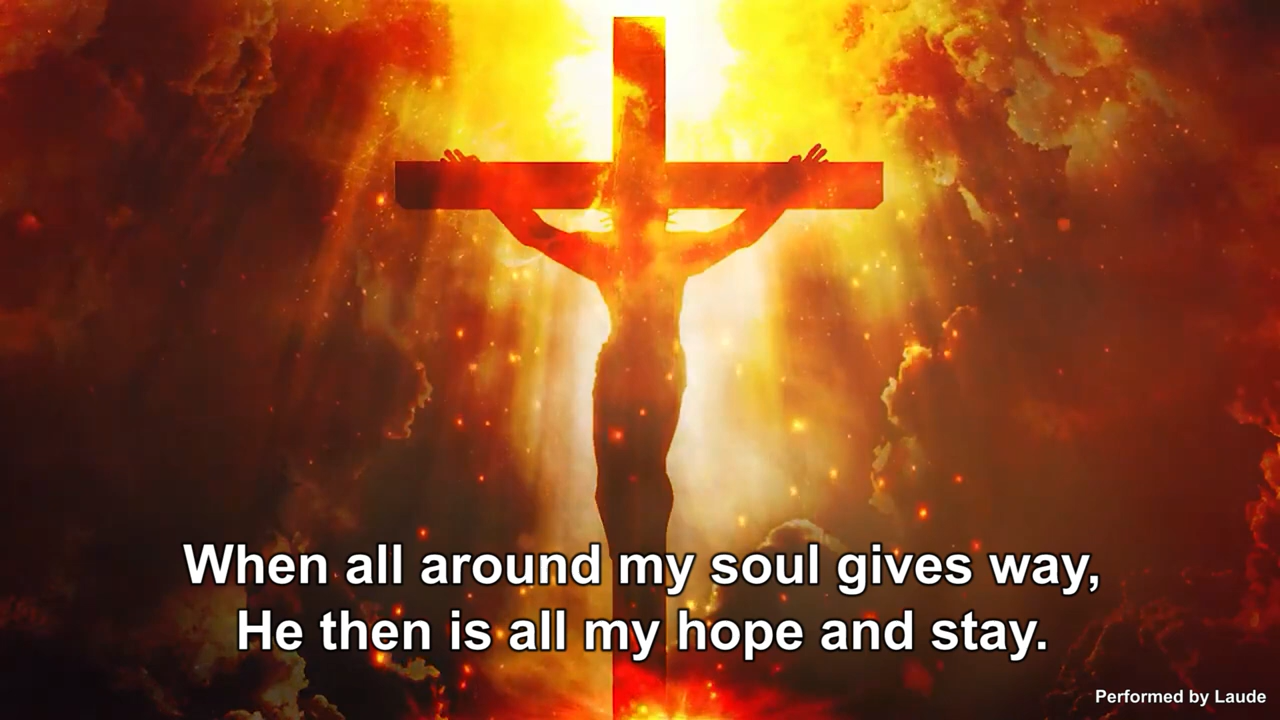 When all around my soul gives way,
He then is all my hope and stay.
Performed by Laude